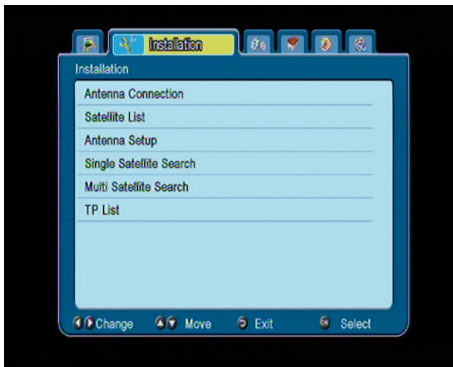 Installation
Installation
Antenna Connection
Satellite List
Antenna Setup
Single Satellite Search
Multi Satellite Search
TP List
Change Move Exit Select